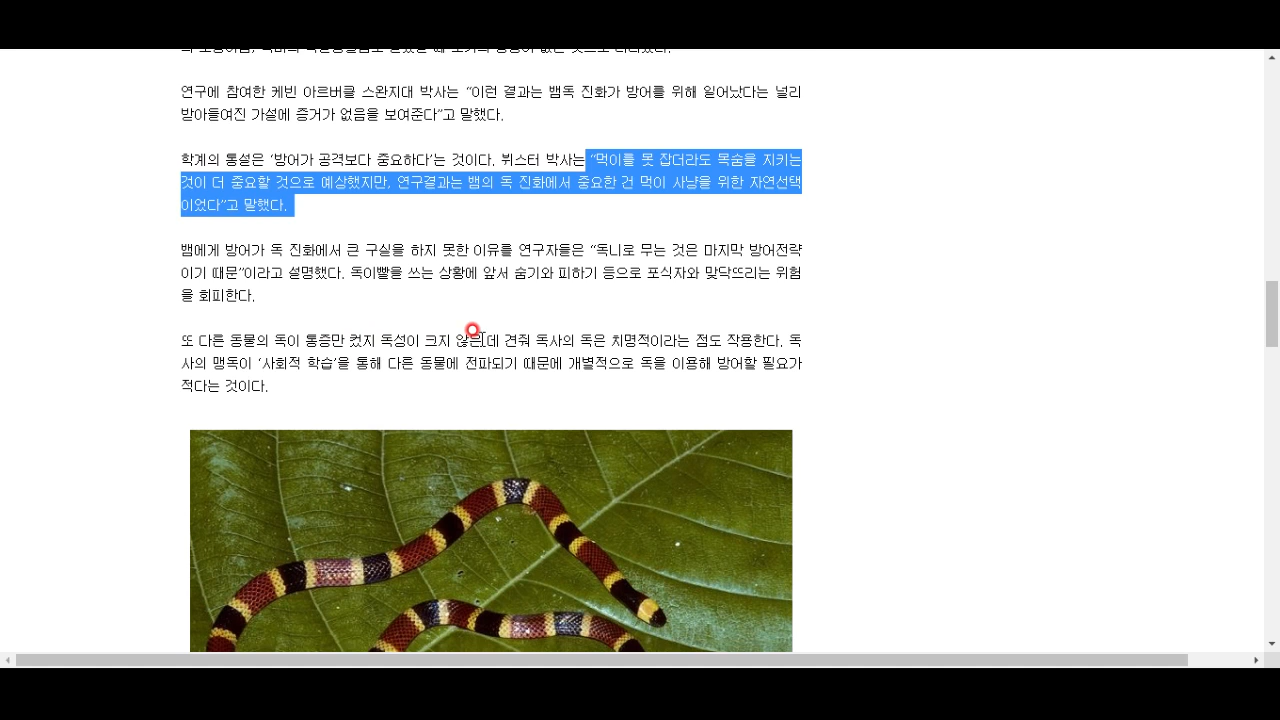 연구에 참여한 케빈 아르버클 스완지대 박사는 “이런 결과는 뱀독 진화가 방어를 위해 일어났다는 널리
받아들여진 가설에 증거가 없음을 보여준다”고 말했다.
학계의 통설은 ‘방어가 공격보다 중요하다’는 것이다. 뷔스터 박사는 “먹이를 못 잡더라도 목숨을 지키는
것이 더 중요할 것으로 예상했지만, 연구결과는 뱀의 독 진화에서 중요한 건 먹이 사냥을 위한 자연선택
이었다”고 말했다.
뱀에게 방어가 독 진화에서 큰 구실을 하지 못한 이유를 연구자들은 “독니로 무는 것은 마지막 방어전략
이기 때문”이라고 설명했다. 독이빨을 쓰는 상황에 앞서 숨기와 피하기 등으로 포식자와 맞닥뜨리는 위험
을 회피한다.
또 다른 동물의 독이 통증만 컸지 독성이 크지 않은데 견줘 독사의 독은 치명적이라는 점도 작용한다. 독
사의 맹독이 ‘사회적 학습’을 통해 다른 동물에 전파되기 때문에 개별적으로 독을 이용해 방어할 필요가
적다는 것이다.